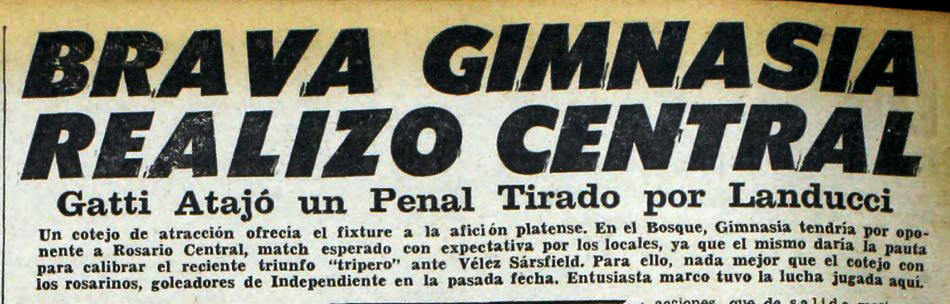 BRAVA GIMNASIA
REALIZO CENTRAL
Gatti Atajó un Penal Tirado por Landucci
Un cotejo de atracción ofrecía el fixture a la afición platense. En el Bosque, Gimnasia tendría por opo-
nente a Rosario Central, match esperado con expectativa por los locales, ya que el mismo daría la pauta
para calibrar el reciente triunfo "tripero" ante Vélez Sársfield. Para ello, nada mejor que el cotejo con
los rosarinos, goleadores de Independiente en la pasada fecha. Entusiasta marco tuvo la lucha jugada aquí.
acciones que de salida